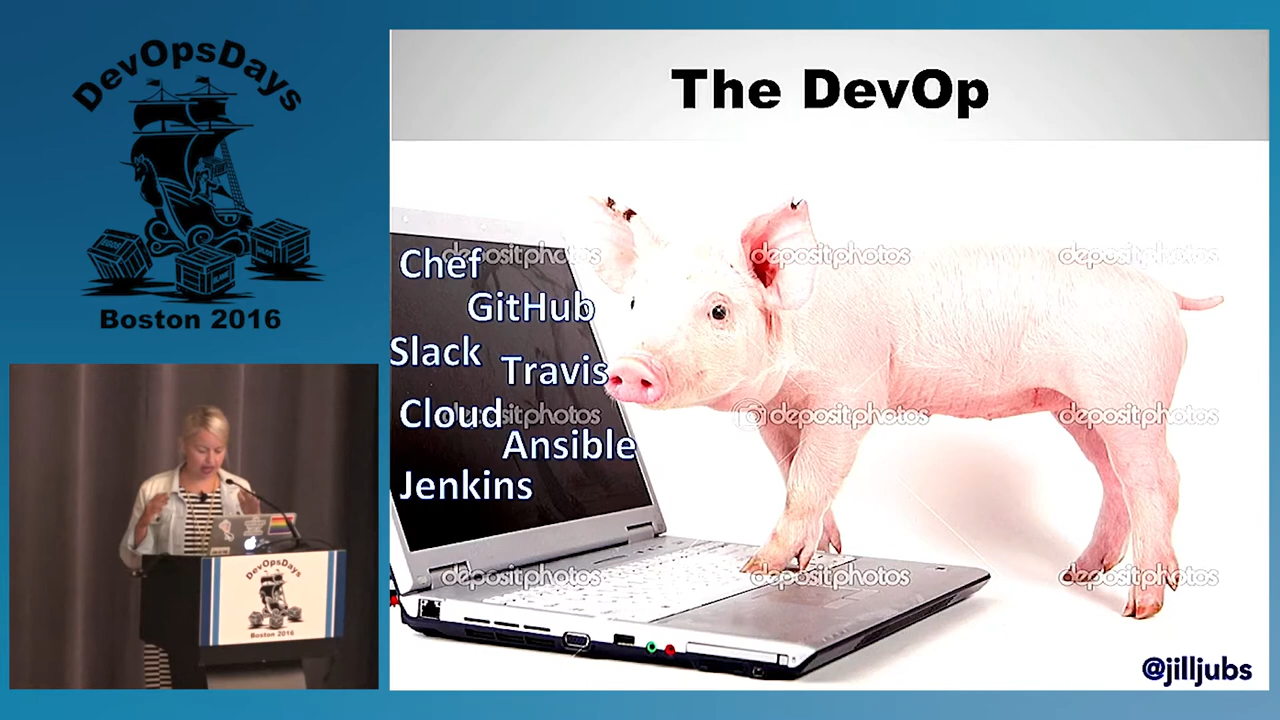 DevOpsDays
Boston 2016
The DevOp
Chef
GitHub
Slack
Travis
Cloud
Ansible
Jenkins
depositphotos
depositphotos
depositphotos
depositphotos
depositphotos
depositphotos
depositphotos
depositphotos
depositphotos
@jilljubs
DevOpsDays
Boston 2016